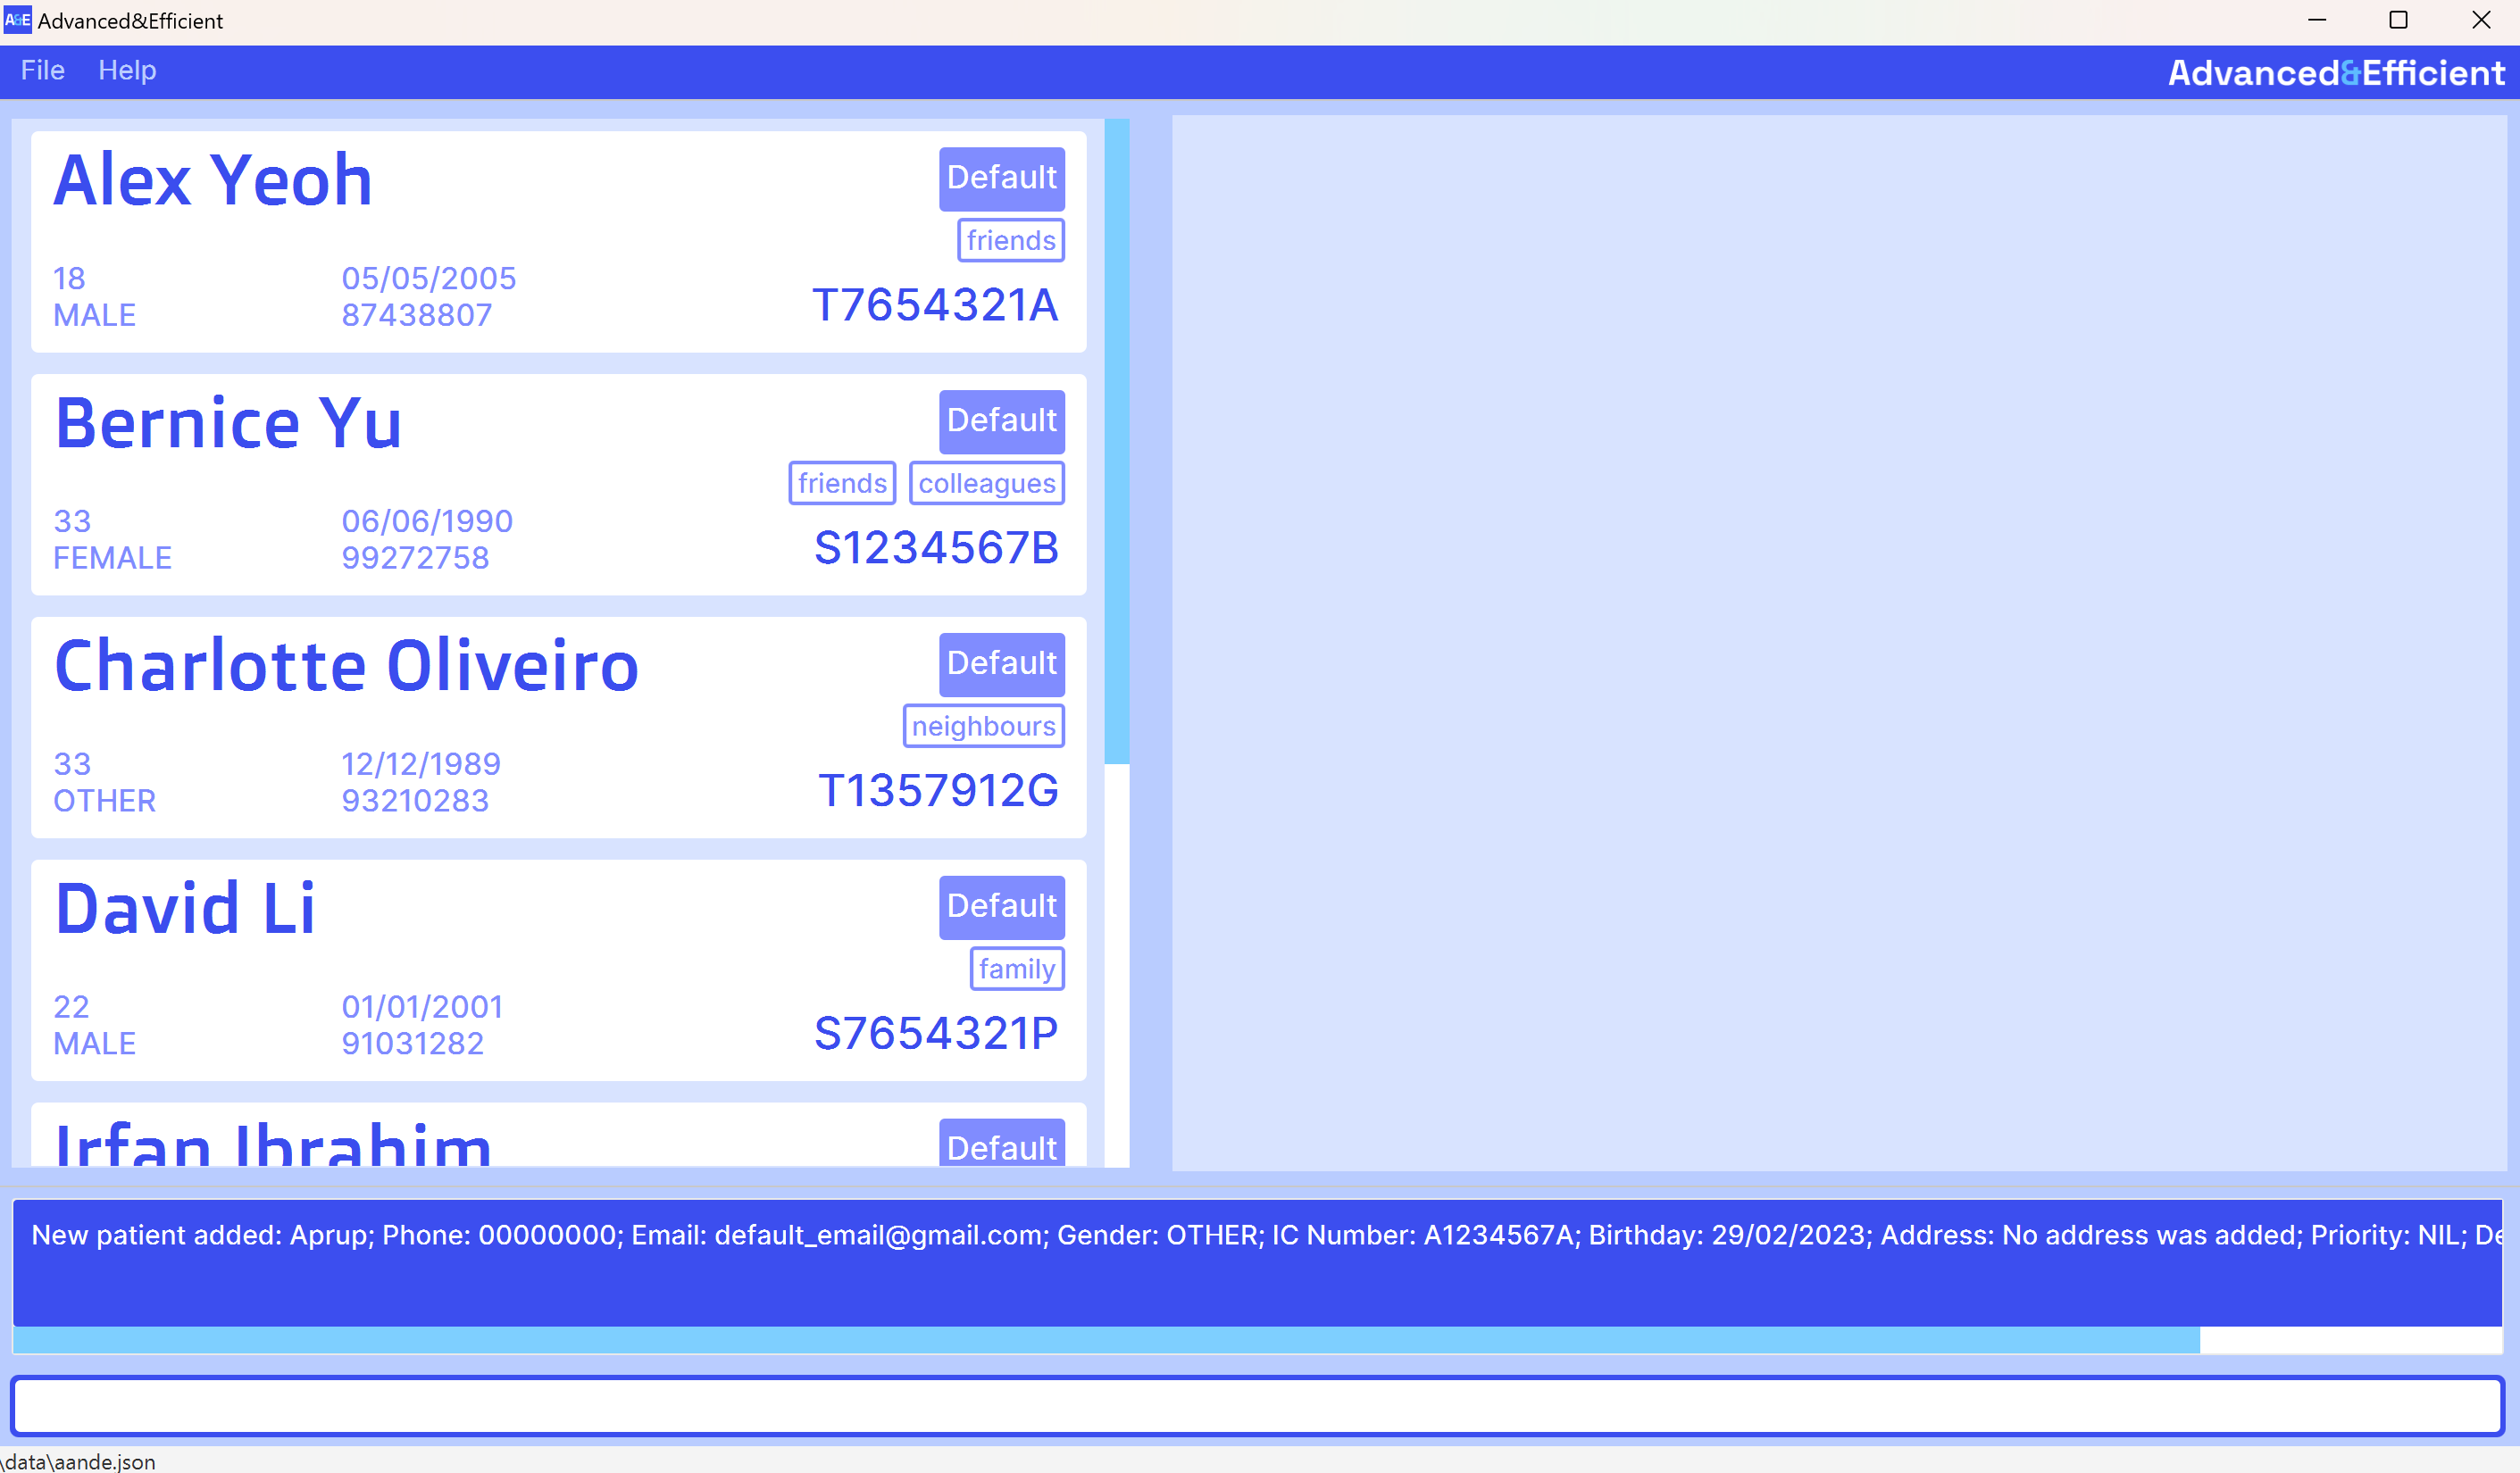 A&E Advanced&Efficient
File Help Advanced&Efficient
Alex Yeoh Default
friends
18 05/05/2005
MALE 87438807 T7654321A
Bernice Yu Default
friends colleagues
33 06/06/1990
FEMALE 99272758 S1234567B
Charlotte Oliveiro Default
neighbours
33 12/12/1989
OTHER 93210283 T1357912G
David Li Default
family
22 01/01/2001
MALE 91031282 S7654321P
Irfan Ibrahim Default
New patient added: Aprup; Phone: 00000000; Email: default_email@gmail.com; Gender: OTHER; IC Number: A1234567A; Birthday: 29/02/2023; Address: No address was added; Priority: NIL; De
\data\aande.json